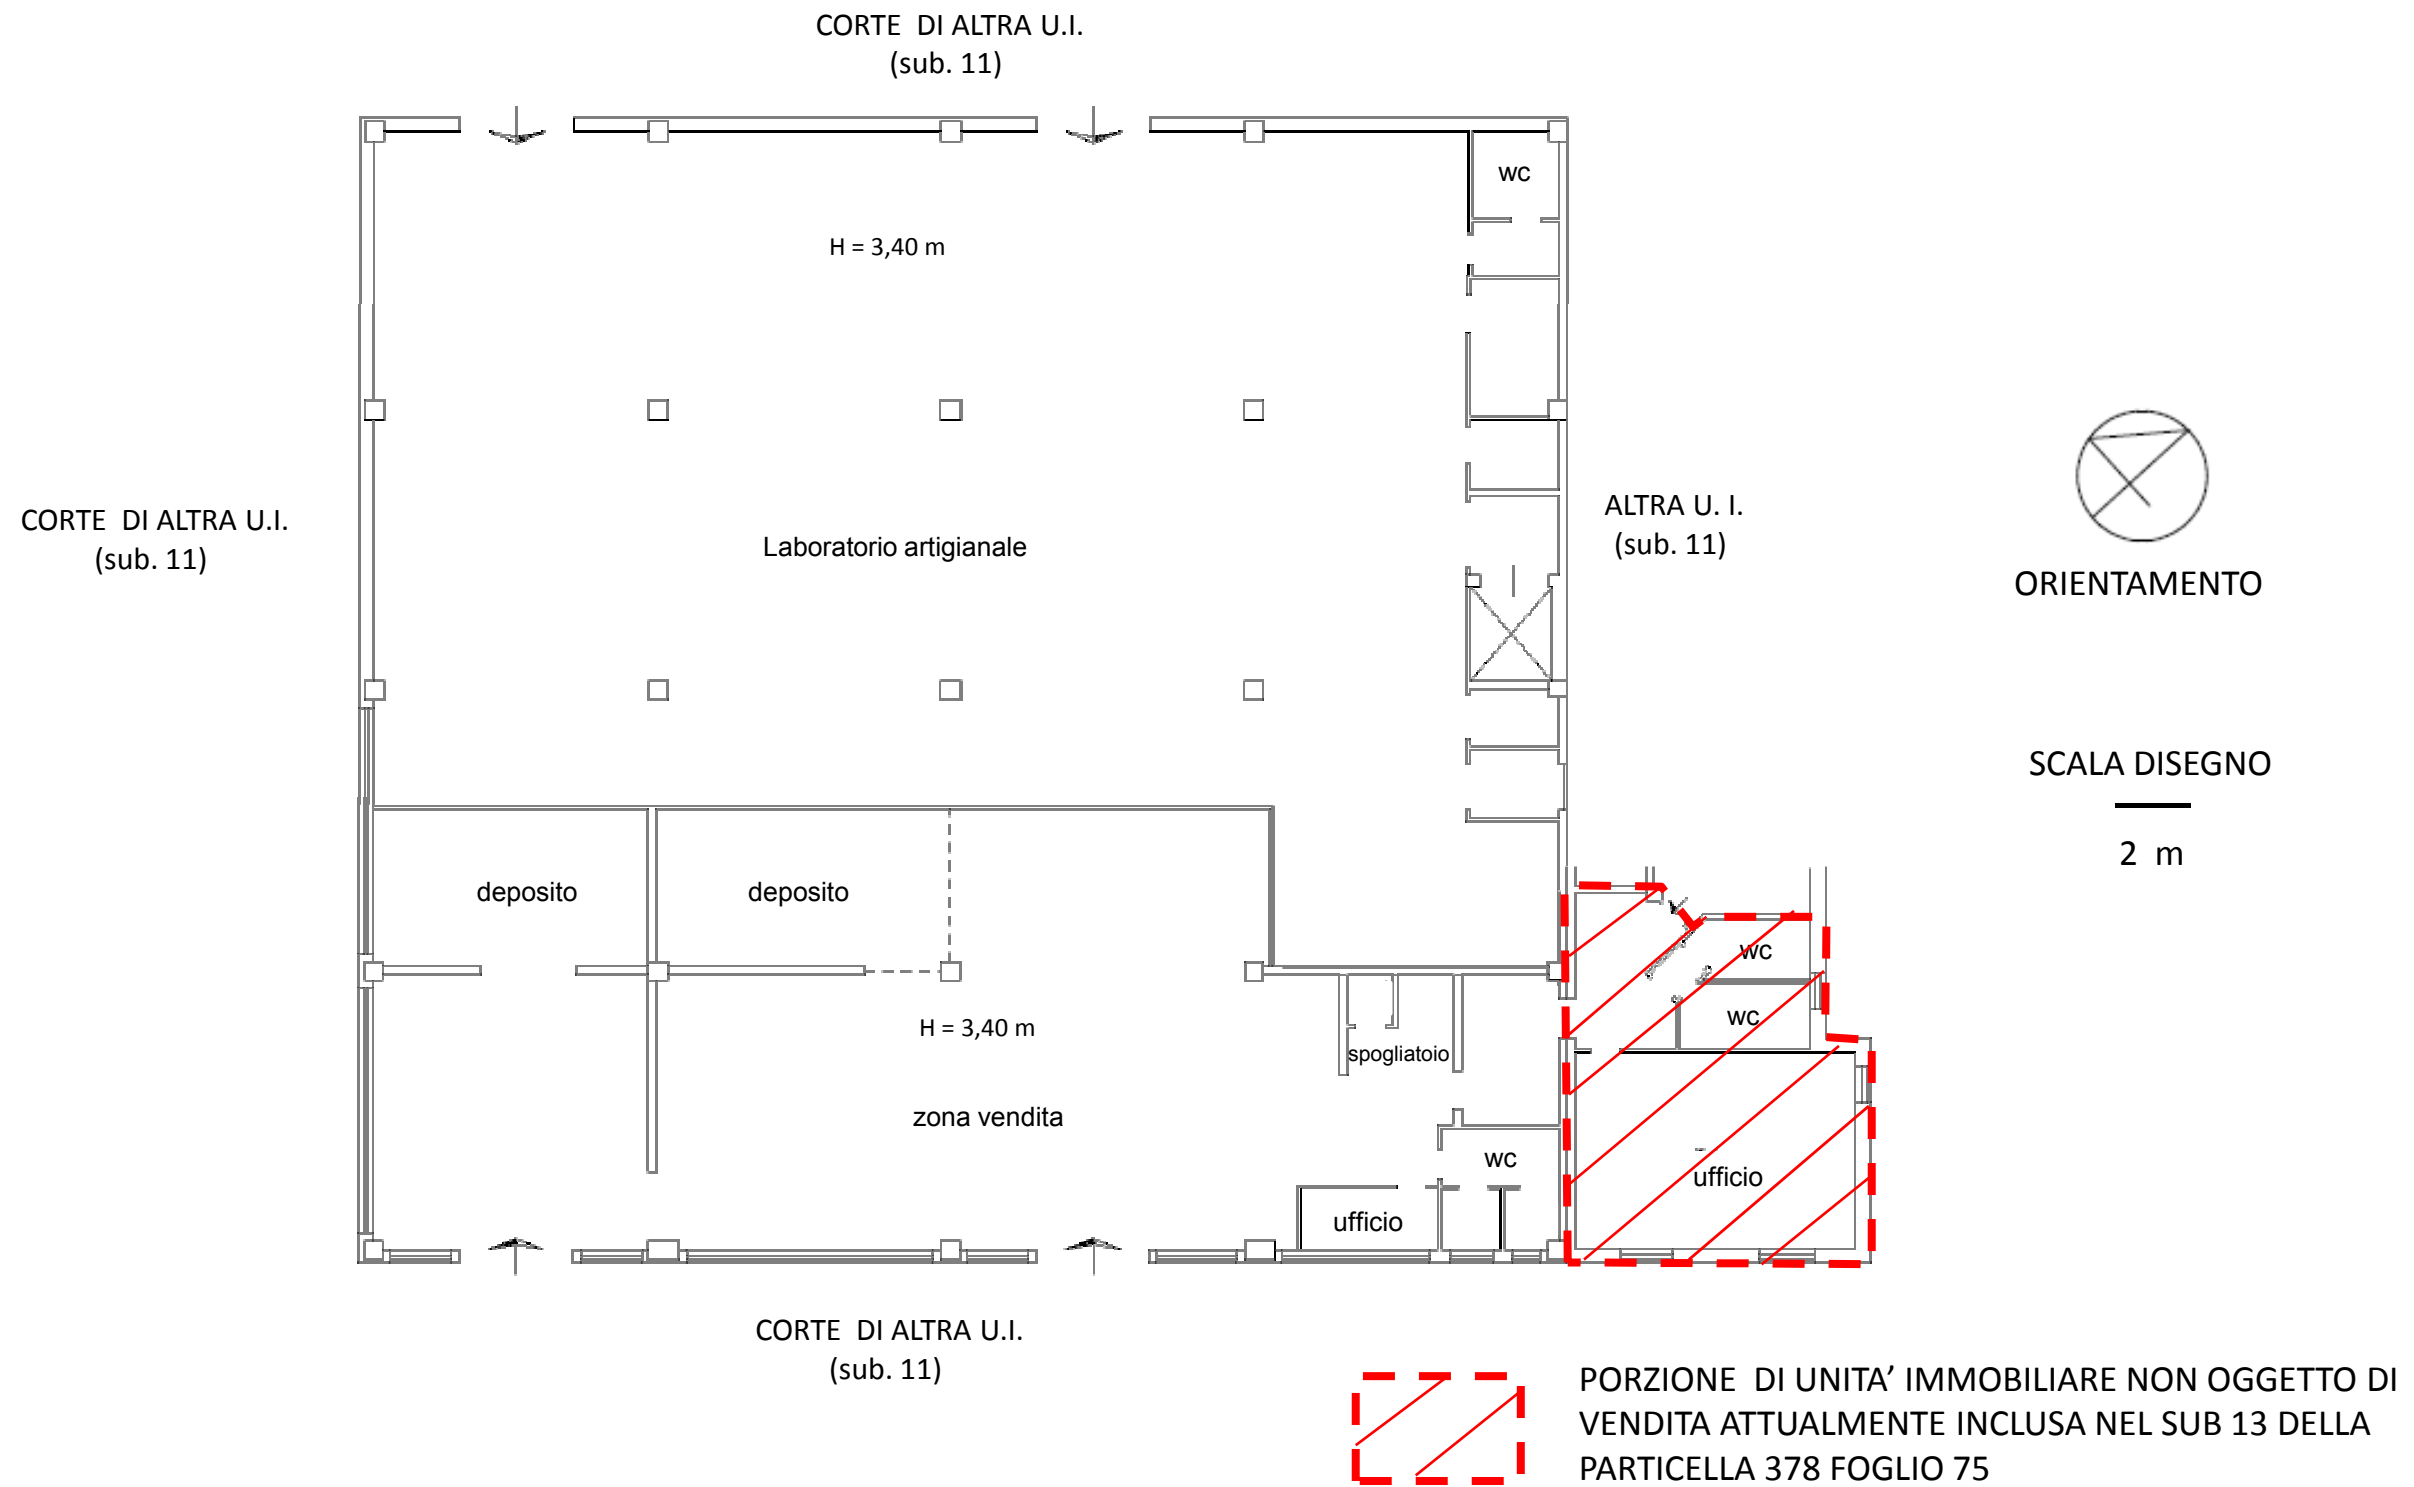 CORTE DI ALTRA U.I.
(sub. 11)
wc
H = 3,40 m
CORTE DI ALTRA U.I.
(sub. 11)
Laboratorio artigianale
ALTRA U. I.
(sub. 11)
ORIENTAMENTO
SCALA DISEGNO
2 m
deposito
deposito
wc
wc
H = 3,40 m
spogliatoio
zona vendita
wc
ufficio
ufficio
CORTE DI ALTRA U.I.
(sub. 11)
PORZIONE DI UNITA’ IMMOBILIARE NON OGGETTO DI
VENDITA ATTUALMENTE INCLUSA NEL SUB 13 DELLA
PARTICELLA 378 FOGLIO 75